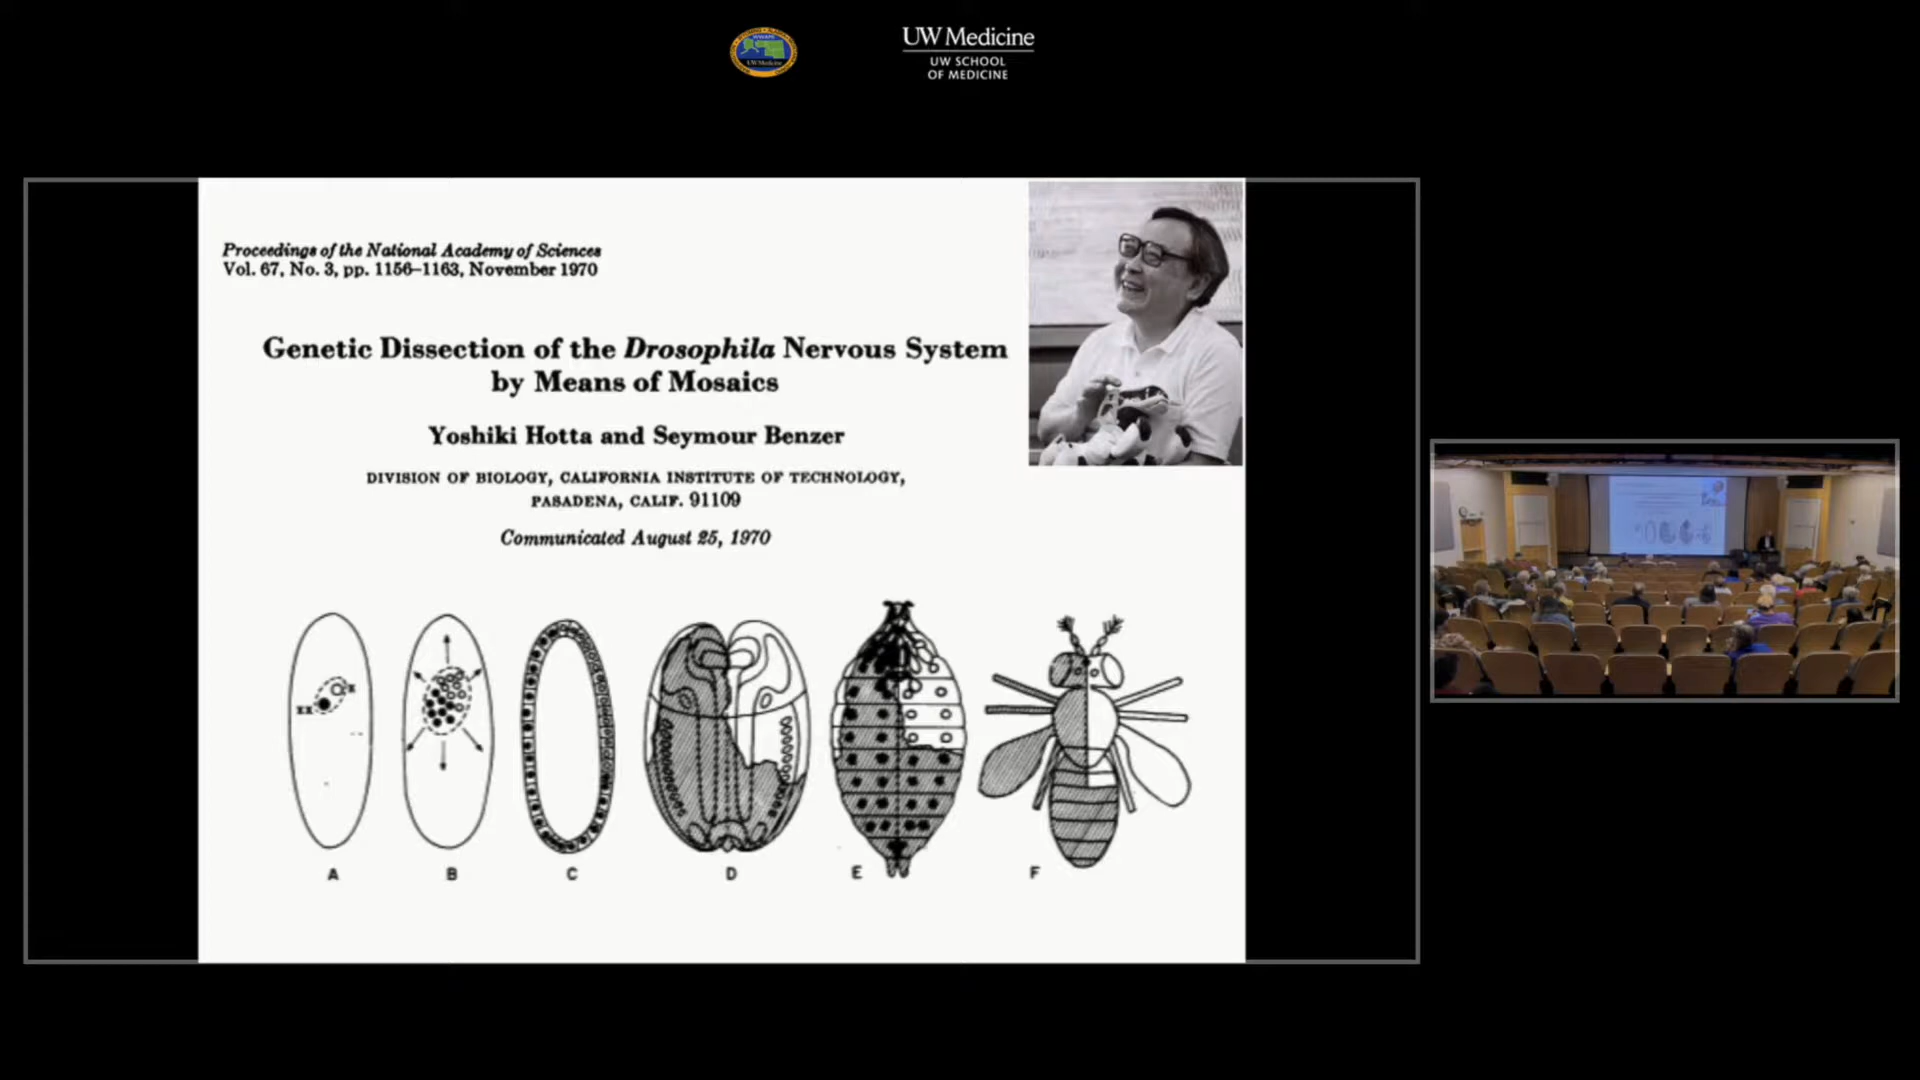 UW Medicine
UW SCHOOL
OF MEDICINE
Proceedings of the National Academy of Sciences
Vol. 67, No. 3, pp. 1156–1163, November 1970
Genetic Dissection of the Drosophila Nervous System
by Means of Mosaics
Yoshiki Hotta and Seymour Benzer
DIVISION OF BIOLOGY, CALIFORNIA INSTITUTE OF TECHNOLOGY,
PASADENA, CALIF. 91109
Communicated August 25, 1970
X
XX
A B C D E F